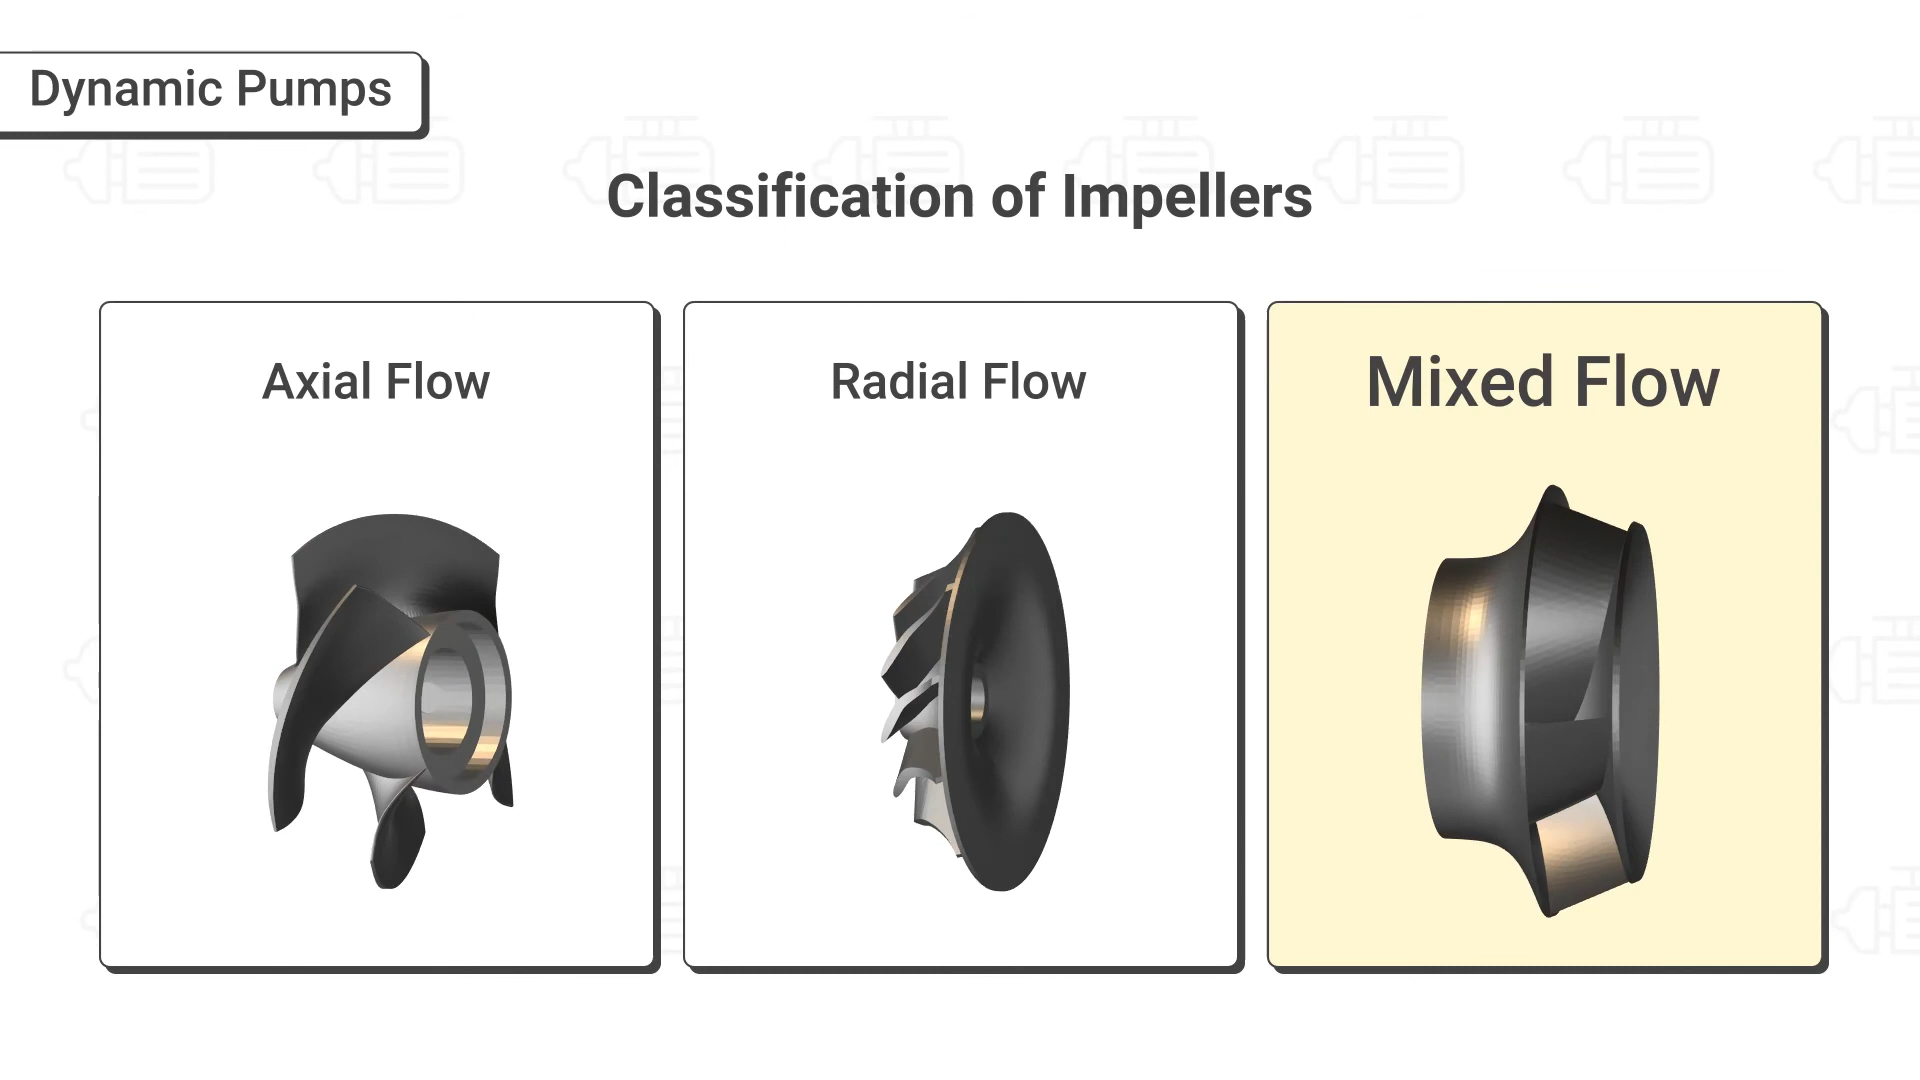 Dynamic Pumps
Classification of Impellers
Axial Flow
Radial Flow
Mixed Flow